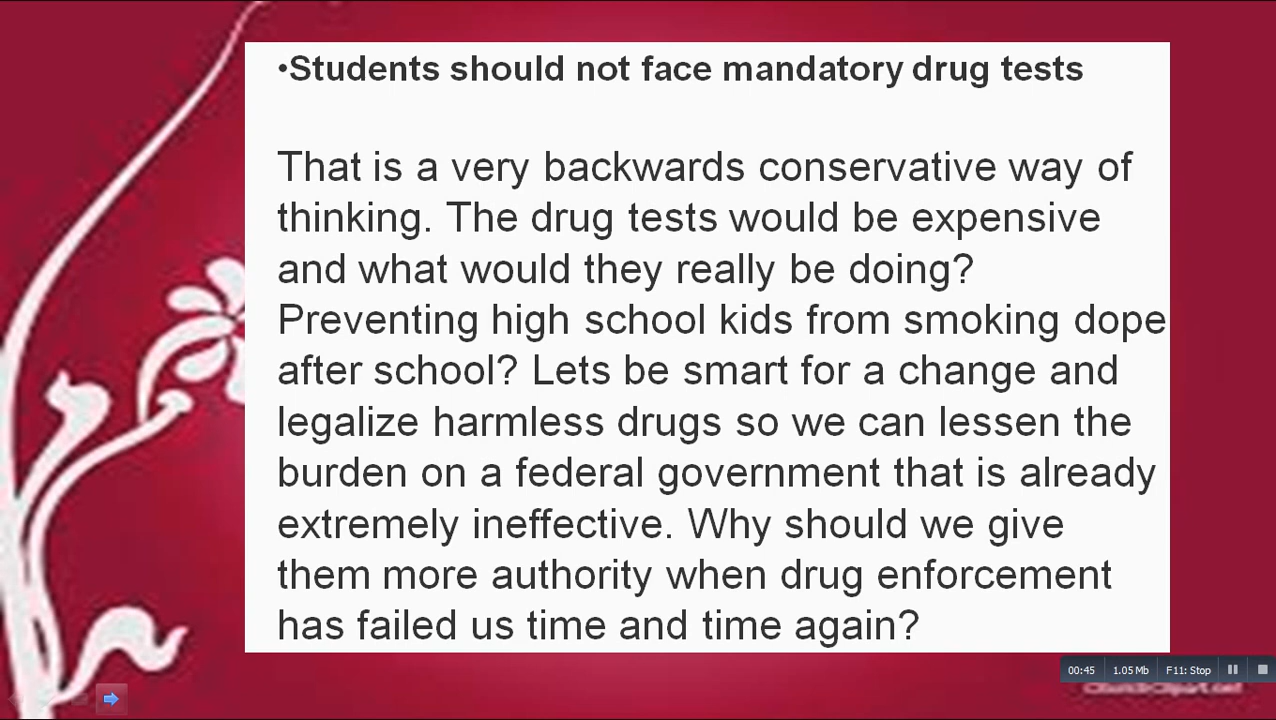 •Students should not face mandatory drug tests
That is a very backwards conservative way of
thinking. The drug tests would be expensive
and what would they really be doing?
Preventing high school kids from smoking dope
after school? Lets be smart for a change and
legalize harmless drugs so we can lessen the
burden on a federal government that is already
extremely ineffective. Why should we give
them more authority when drug enforcement
has failed us time and time again?
00:45 1.05 Mb F11: Stop